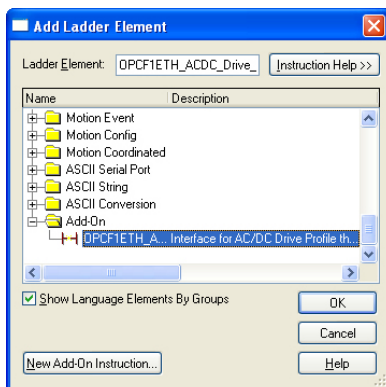 Add Ladder Element
Ladder Element: OPCF1ETH_ACDC_Drive_ Instruction Help >>
Name Description
Motion Event
Motion Config
Motion Coordinated
ASCII Serial Port
ASCII String
ASCII Conversion
Add-On
OPCF1ETH_A... Interface for AC/DC Drive Profile th...
Show Language Elements By Groups
OK
Cancel
New Add-On Instruction... Help